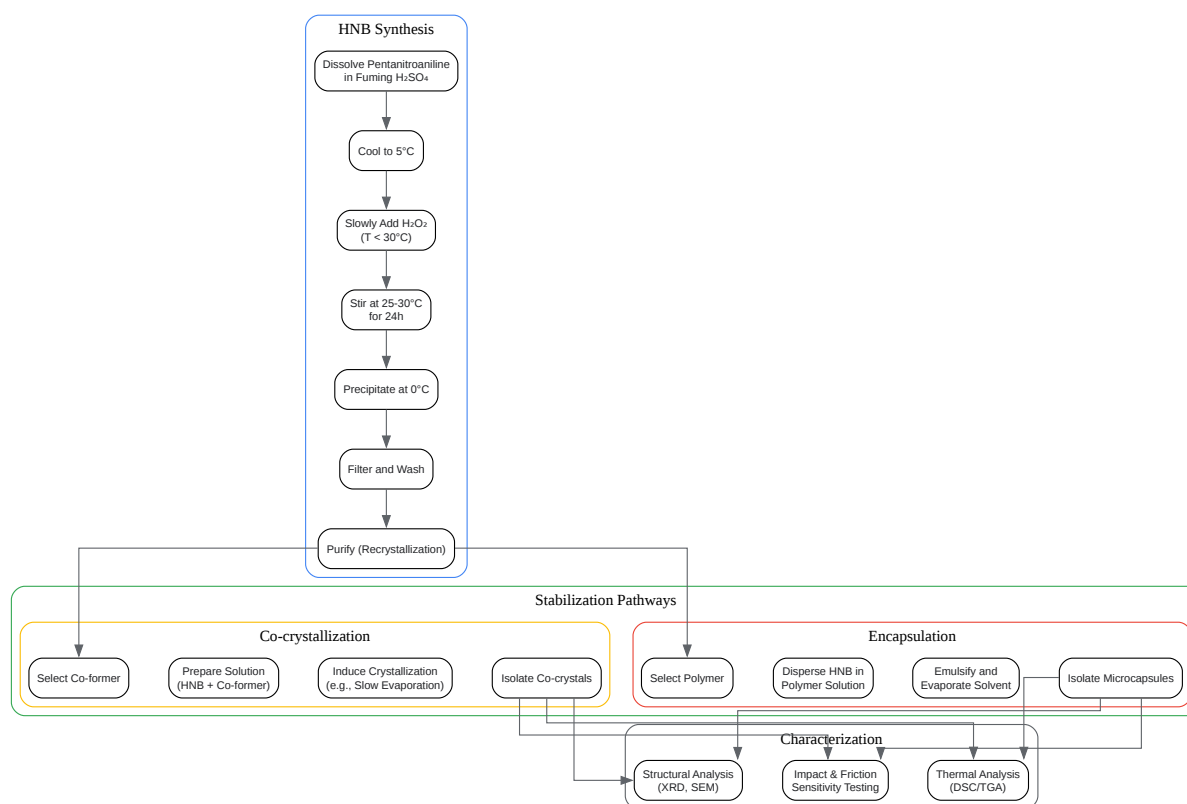 HNB Synthesis
Dissolve Pentanitroaniline
in Fuming H₂SO₄
Cool to 5°C
Slowly Add H₂O₂
(T < 30°C)
Stir at 25-30°C
for 24h
Precipitate at 0°C
Filter and Wash
Purify (Recrystallization)
Stabilization Pathways
Co-crystallization
Select Co-former
Prepare Solution
(HNB + Co-former)
Induce Crystallization
(e.g., Slow Evaporation)
Isolate Co-crystals
Encapsulation
Select Polymer
Disperse HNB in
Polymer Solution
Emulsify and
Evaporate Solvent
Isolate Microcapsules
Characterization
Structural Analysis
(XRD, SEM)
Impact & Friction
Sensitivity Testing
Thermal Analysis
(DSC/TGA)